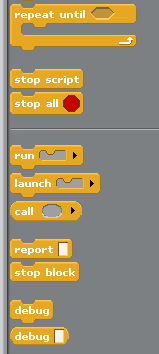 repeat until
stop script
stop all
run
launch
call
report
stop block
debug
debug